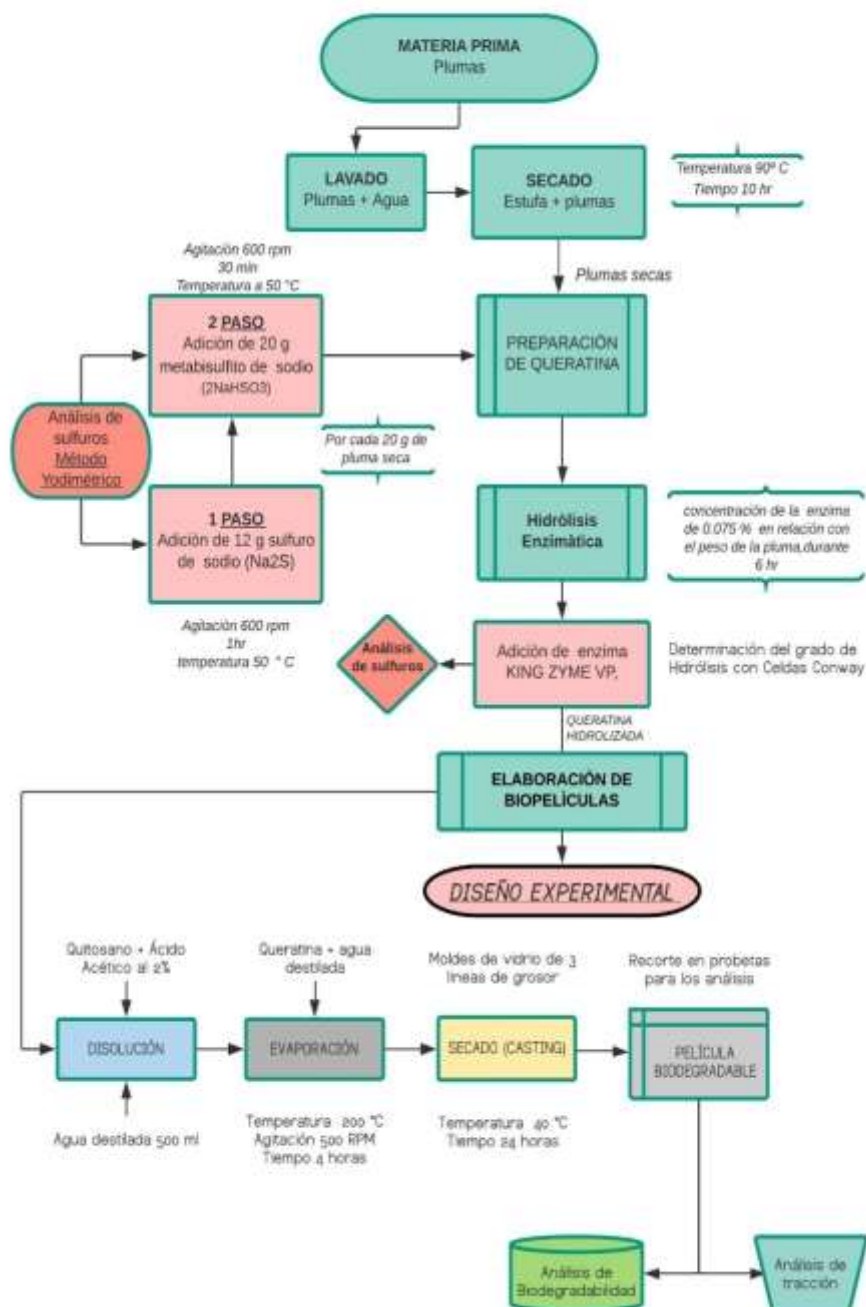 MATERIA PRIMA
Plumas
LAVADO
Plumas + Agua
SECADO
Estufa + plumas
Temperatura 90º C
Tiempo 10 hr
Plumas secas
Agitación 600 rpm
30 min
Temperatura a 50 °C
2 PASO
Adición de 20 g
metabisulfito de sodio
(2NaHSO3)
PREPARACIÓN
DE QUERATINA
Análisis de
sulfuros
Método
Yodimétrico
Por cada 20 g de
pluma seca
1 PASO
Adición de 12 g sulfuro
de sodio (Na2S)
Agitación 600 rpm
1hr
temperatura 50 ° C
Hidrólisis
Enzimàtica
concentración de la enzima
de 0.075 % en relación con
el peso de la pluma,durante
6 hr
Análisis
de sulfuros
Adición de enzima
KING ZYME VP,
Determinación del grado de
Hidrólisis con Celdas Conway
QUERATINA
HIDROLIZADA
ELABORACIÓN DE
BIOPELÌCULAS
DISEÑO EXPERIMENTAL
Quitosano + Ácido
Acético al 2%
DISOLUCIÓN
Agua destilada 500 ml
Queratina + agua
destilada
EVAPORACIÓN
Temperatura 200 °C
Agitación 500 RPM
Tiempo 4 horas
Moldes de vidrio de 3
lineas de grosor
SECADO (CASTING)
Temperatura 40 °C
Tiempo 24 horas
Recorte en probetas
para los análisis
PELÍCULA
BIODEGRADABLE
Análisis de
Biodegradabilidad
Análisis de
tracción